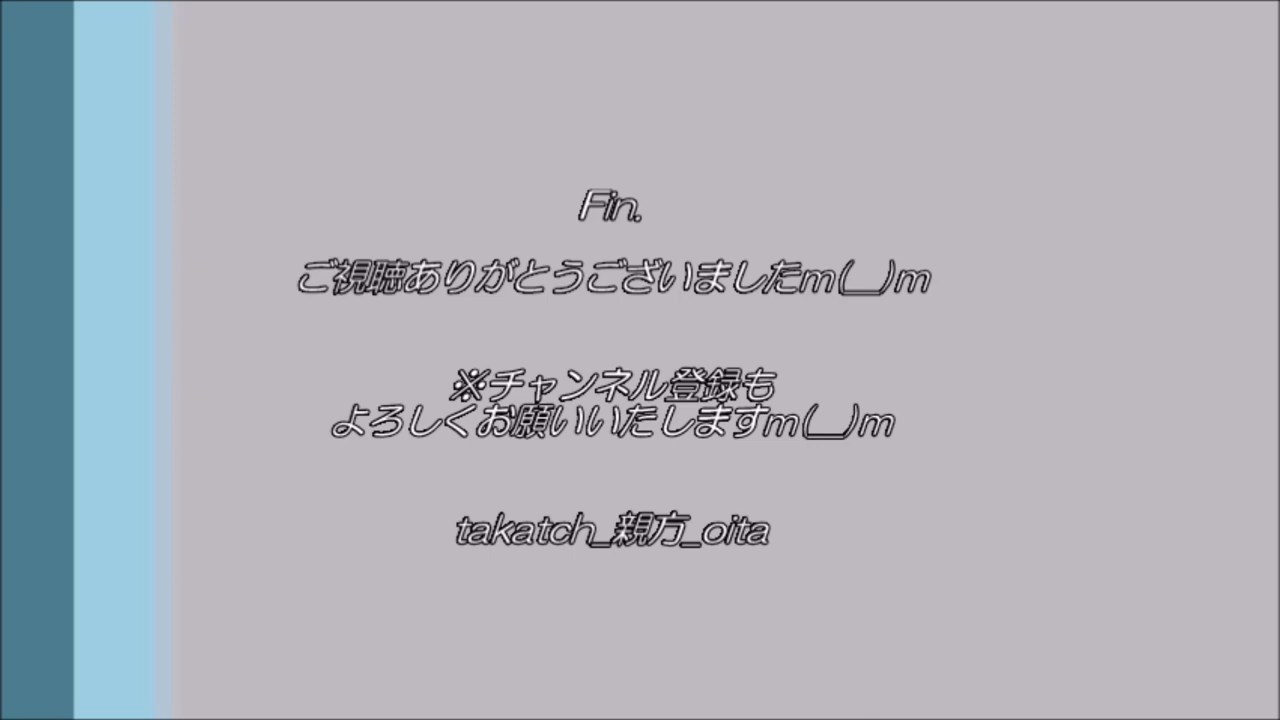 Fin.
ご視聴ありがとうございましたm(__)m
※チャンネル登録も
よろしくお願いいたしますm(__)m
takatch_親方_oita